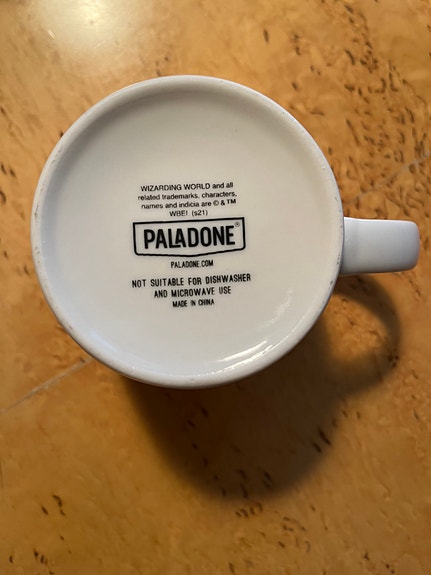 WIZARDING WORLD and all
related trademarks, characters,
names and indicia are © & ™
WBEI. (s21)
PALADONE®
PALADONE.COM
NOT SUITABLE FOR DISHWASHER
AND MICROWAVE USE
MADE IN CHINA